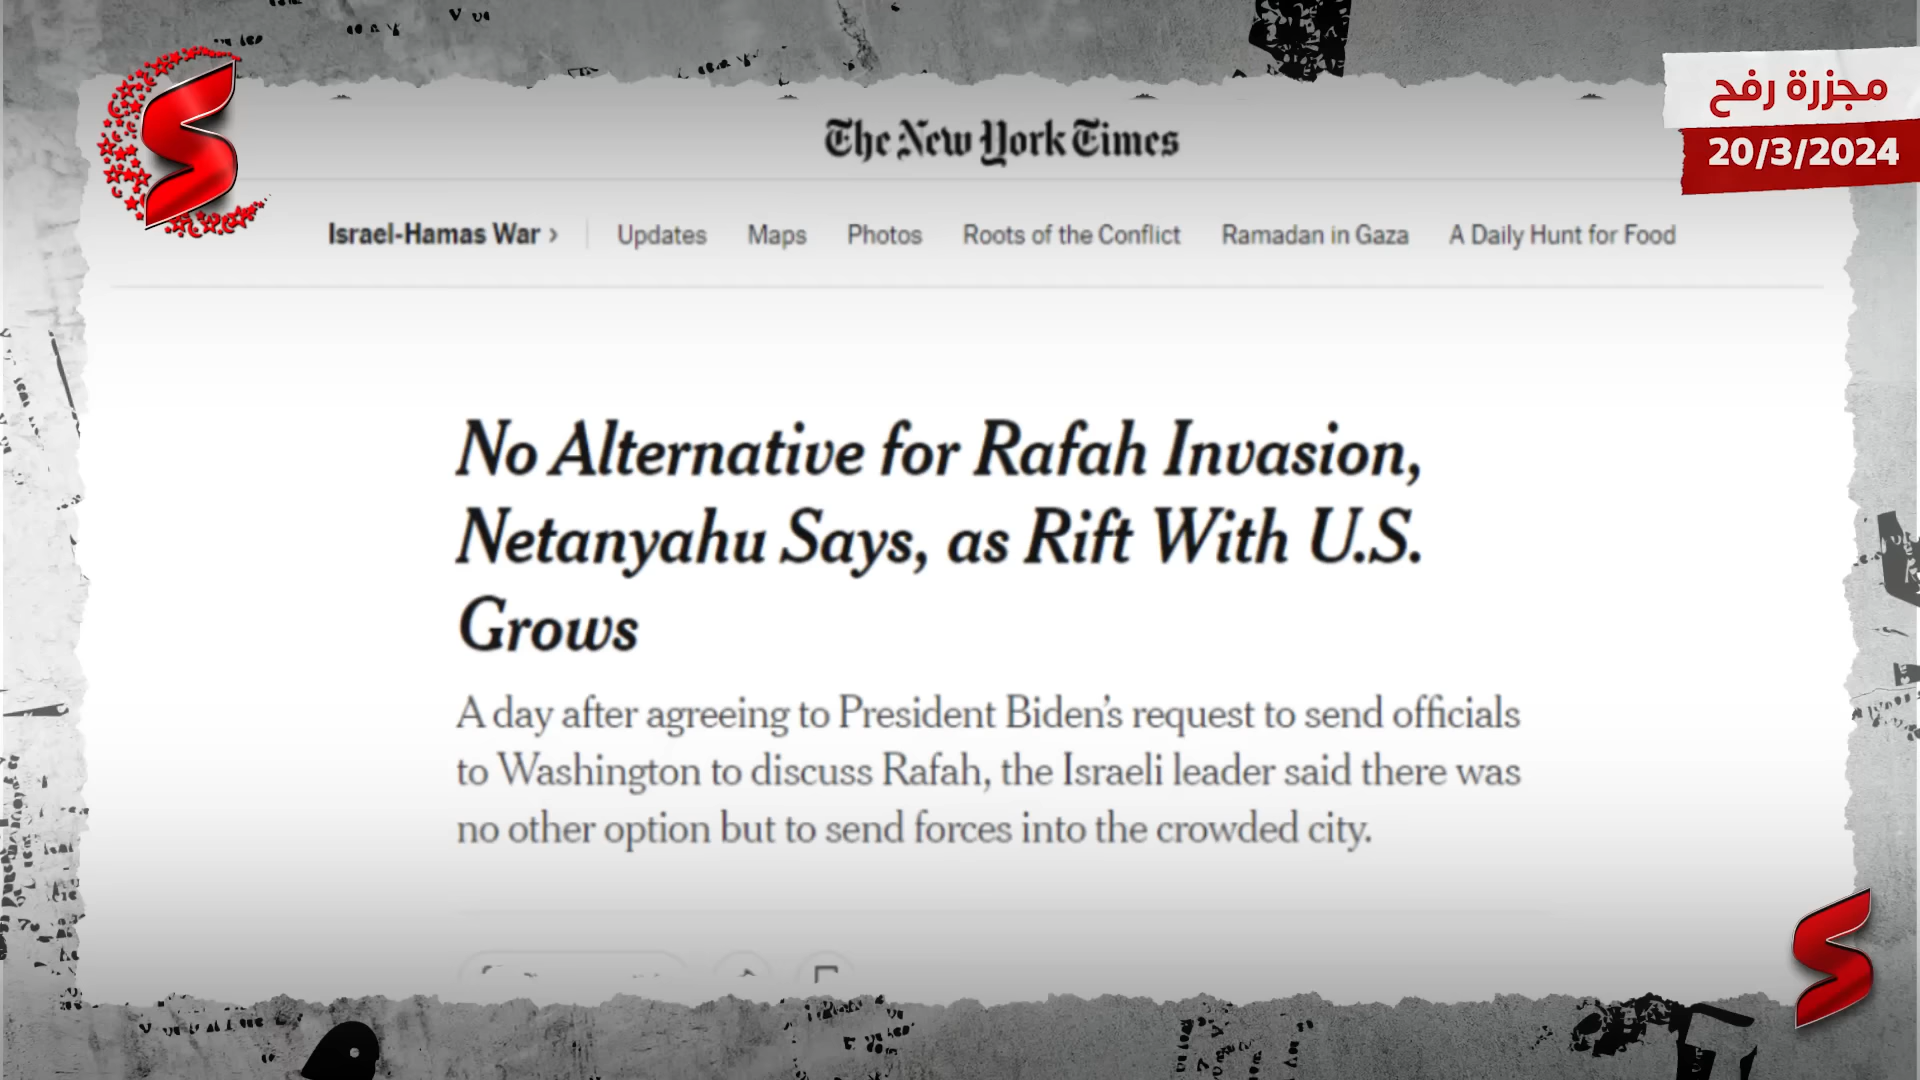 مجزرة رفح
20/3/2024
The New York Times
Israel-Hamas War › Updates Maps Photos Roots of the Conflict Ramadan in Gaza A Daily Hunt for Food
No Alternative for Rafah Invasion,
Netanyahu Says, as Rift With U.S.
Grows
A day after agreeing to President Biden’s request to send officials
to Washington to discuss Rafah, the Israeli leader said there was
no other option but to send forces into the crowded city.